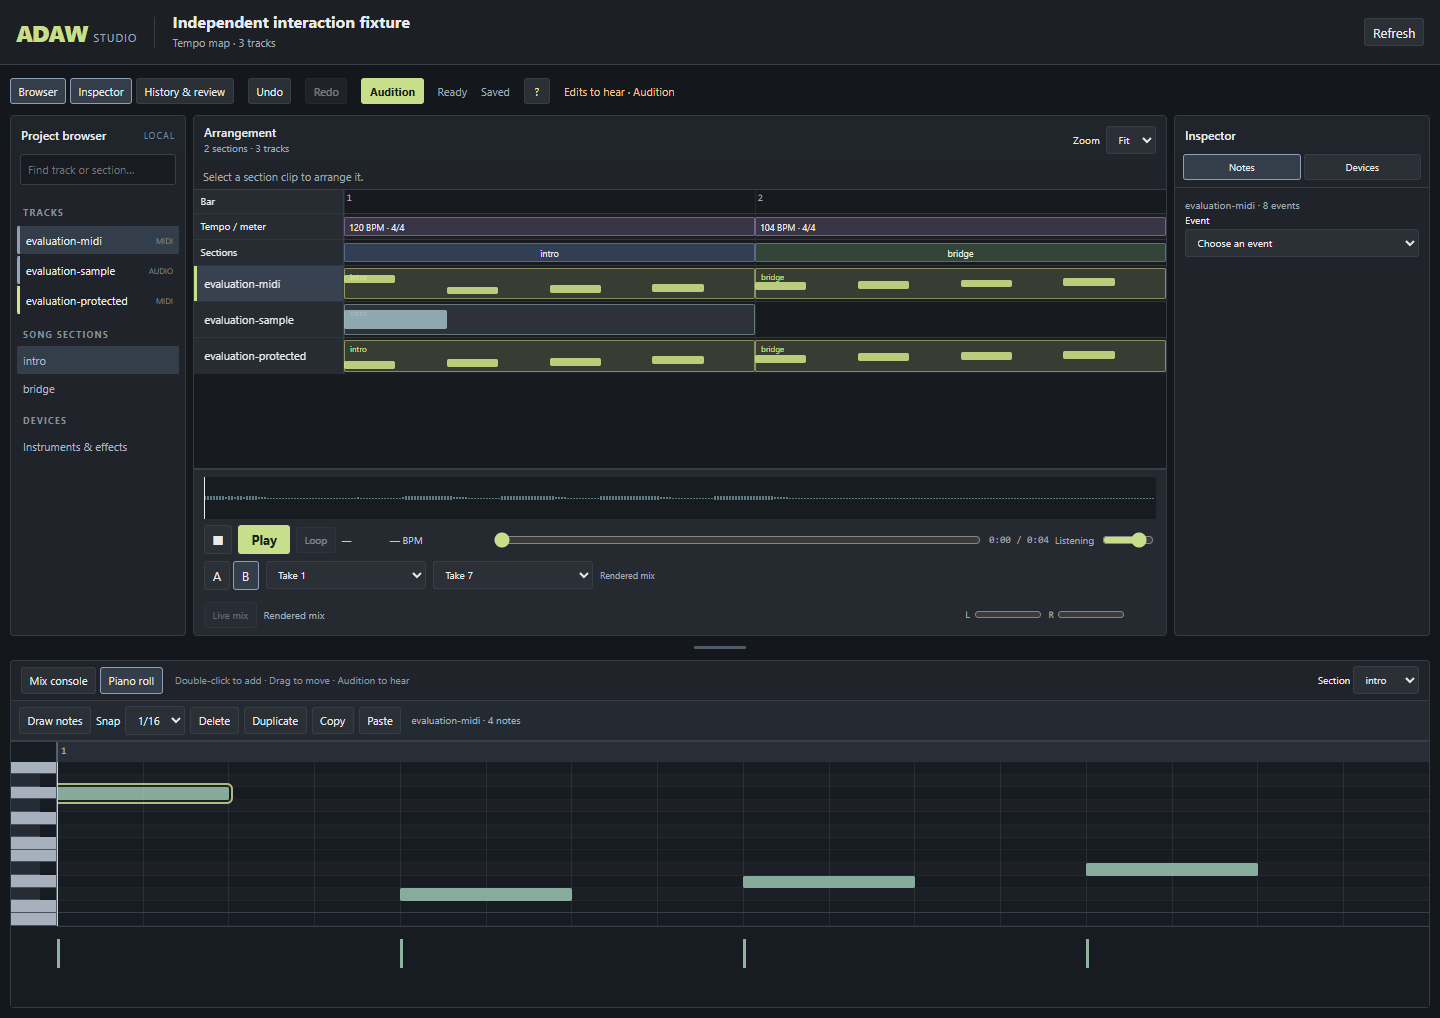 ADAW STUDIO
Independent interaction fixture
Tempo map · 3 tracks
Refresh
Browser
Inspector
History & review
Undo
Redo
Audition
Ready
Saved
?
Edits to hear · Audition
Project browser
LOCAL
Find track or section...
TRACKS
evaluation-midi MIDI
evaluation-sample AUDIO
evaluation-protected MIDI
SONG SECTIONS
intro
bridge
DEVICES
Instruments & effects
Arrangement
2 sections · 3 tracks
Zoom Fit
Select a section clip to arrange it.
Bar 1 2
Tempo / meter 120 BPM · 4/4 104 BPM · 4/4
Sections intro bridge
evaluation-midi intro bridge
evaluation-sample
evaluation-protected intro bridge
Play Loop — — BPM 0:00 / 0:04 Listening
A B Take 1 Take 7 Rendered mix
Live mix Rendered mix L R
Inspector
Notes Devices
evaluation-midi · 8 events
Event
Choose an event
Mix console Piano roll Double-click to add · Drag to move · Audition to hear Section intro
Draw notes Snap 1/16 Delete Duplicate Copy Paste evaluation-midi · 4 notes
1